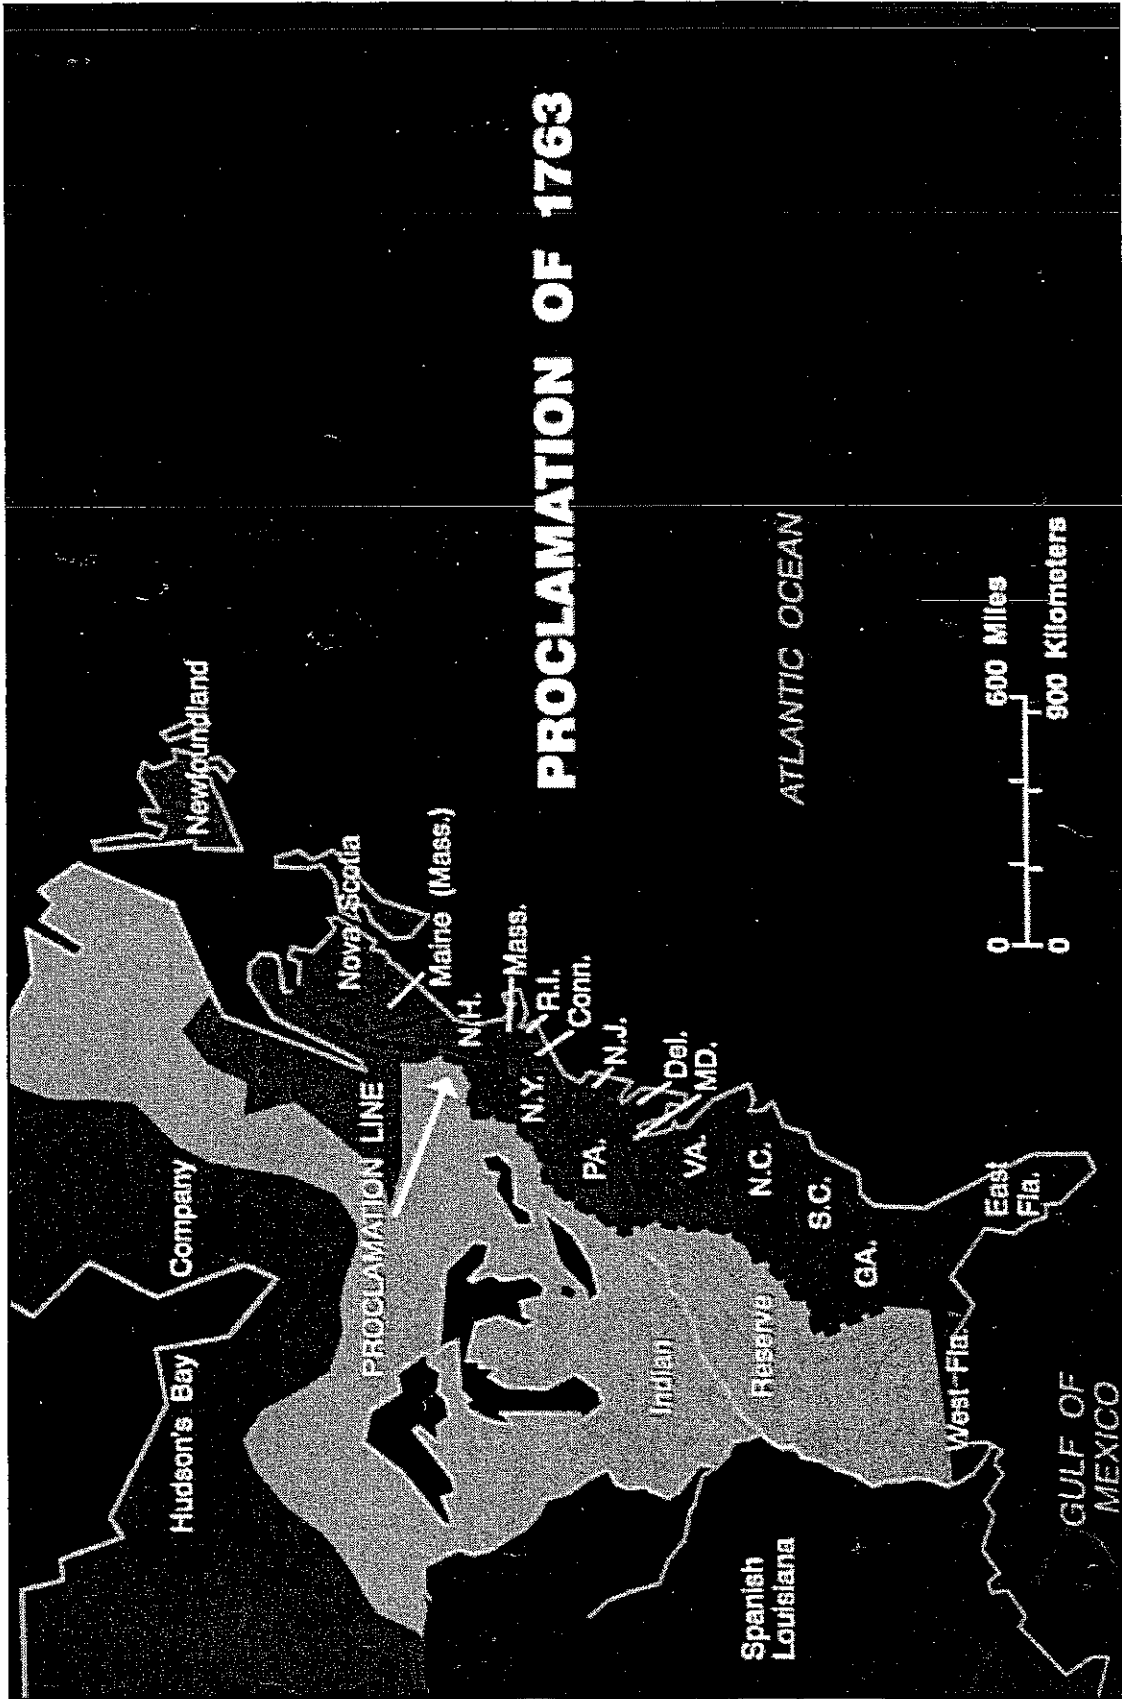 PROCLAMATION OF 1763
Hudson's Bay
Company
Newfoundland
PROCLAMATION LINE
Nova Scotia
Maine (Mass.)
N.H.
Mass.
R.I.
Conn.
N.Y.
N.J.
PA.
Del.
MD.
VA.
N.C.
S.C.
GA.
Indian
Reserve
Spanish
Louisiana
West Fla.
East
Fla.
ATLANTIC OCEAN
GULF OF
MEXICO
0
600 Miles
0
900 Kilometers